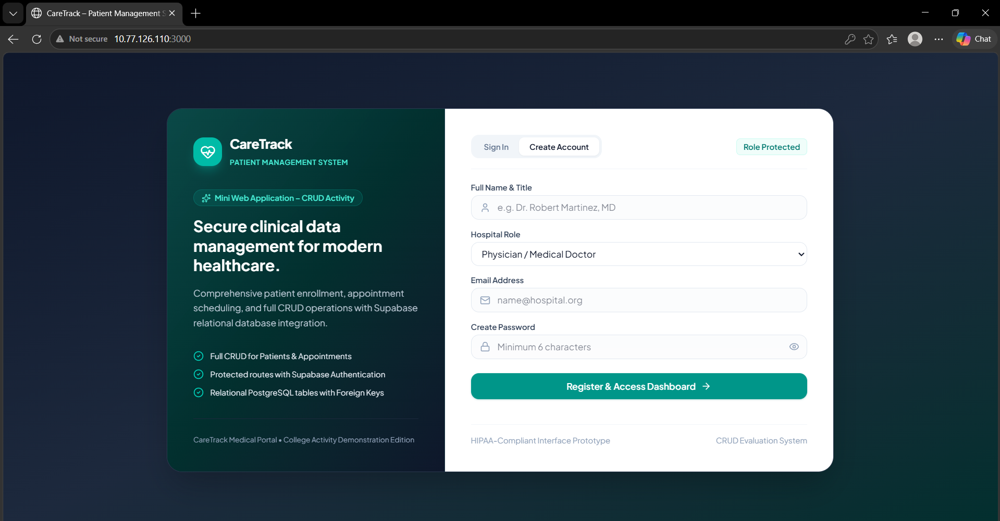 CareTrack – Patient Management S
Not secure 10.77.126.110:3000
Chat
CareTrack
PATIENT MANAGEMENT SYSTEM
Mini Web Application – CRUD Activity
Secure clinical data
management for modern
healthcare.
Comprehensive patient enrollment, appointment
scheduling, and full CRUD operations with Supabase
relational database integration.
Full CRUD for Patients & Appointments
Protected routes with Supabase Authentication
Relational PostgreSQL tables with Foreign Keys
CareTrack Medical Portal • College Activity Demonstration Edition
Sign In Create Account Role Protected
Full Name & Title
e.g. Dr. Robert Martinez, MD
Hospital Role
Physician / Medical Doctor
Email Address
name@hospital.org
Create Password
Minimum 6 characters
Register & Access Dashboard →
HIPAA-Compliant Interface Prototype CRUD Evaluation System